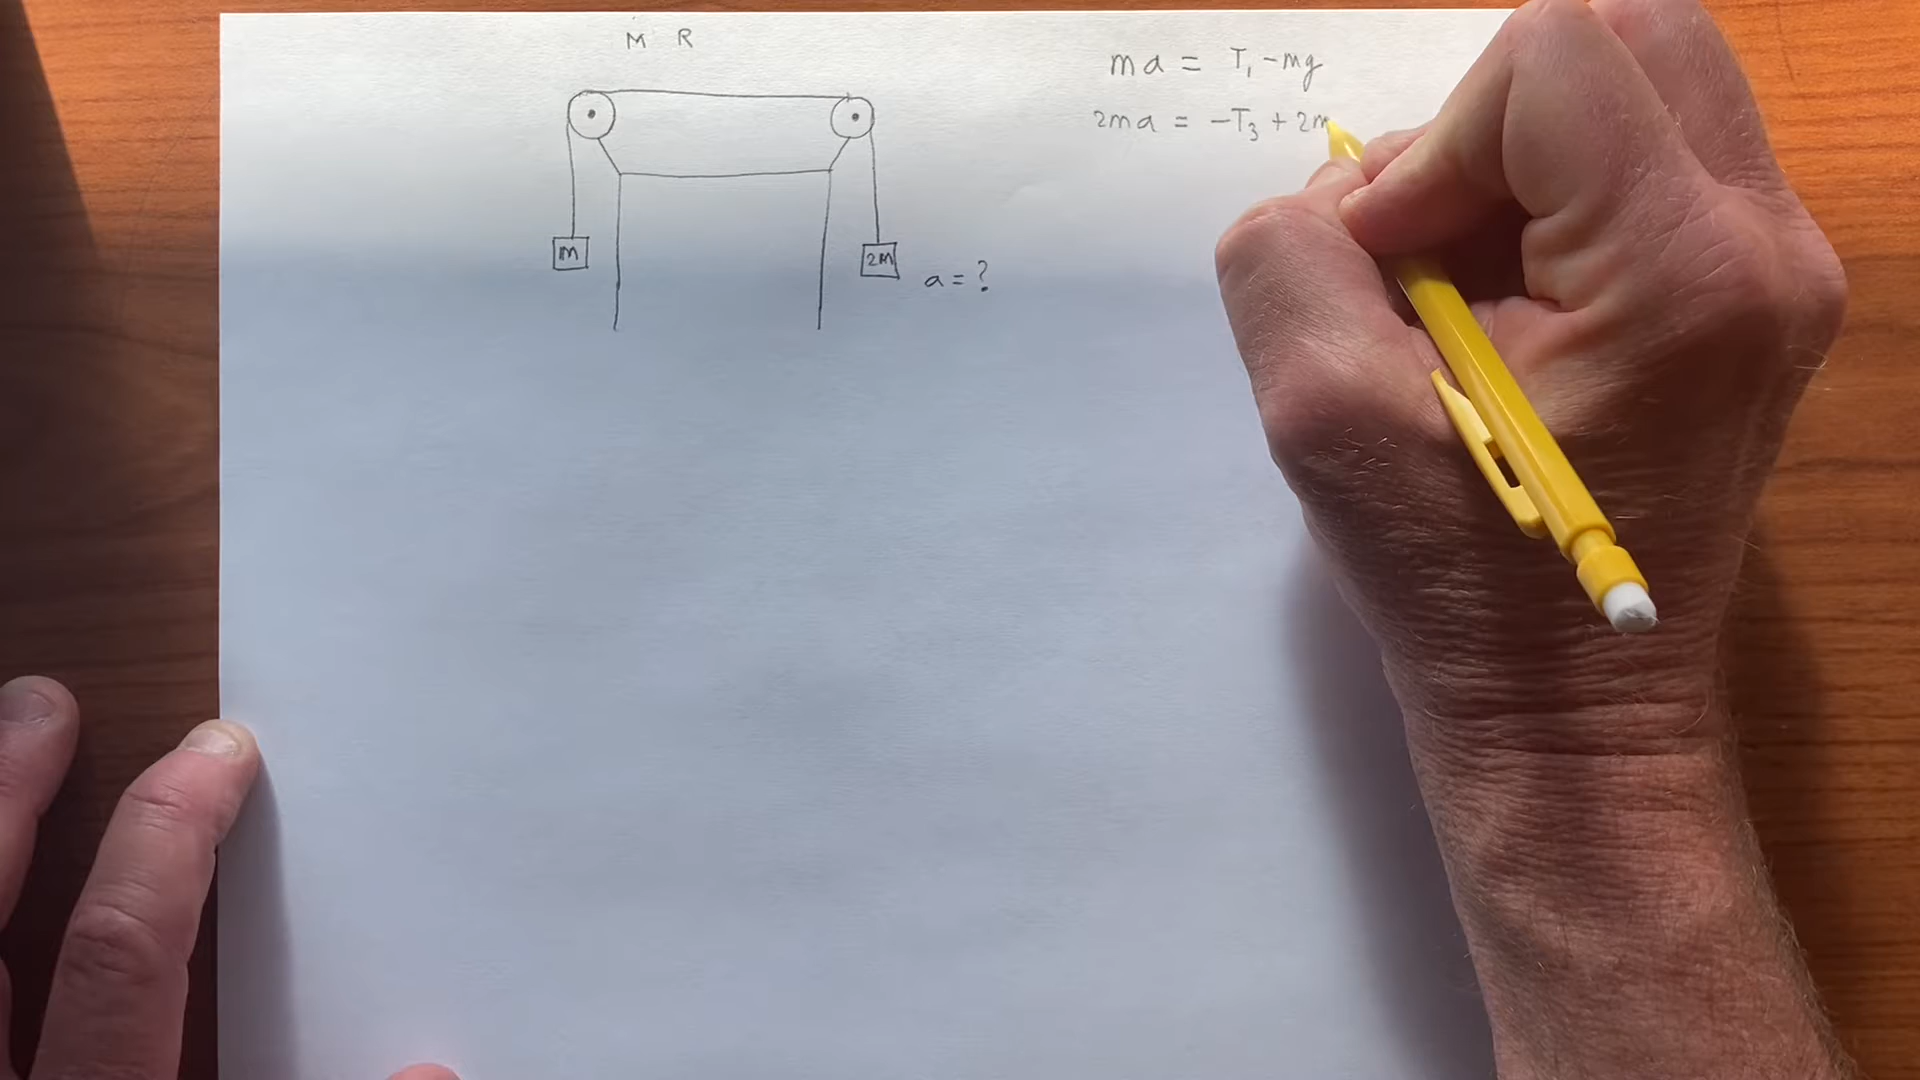 M R
ma = T₁ - mg
2ma = -T₃ + 2m
m
2m
a = ?